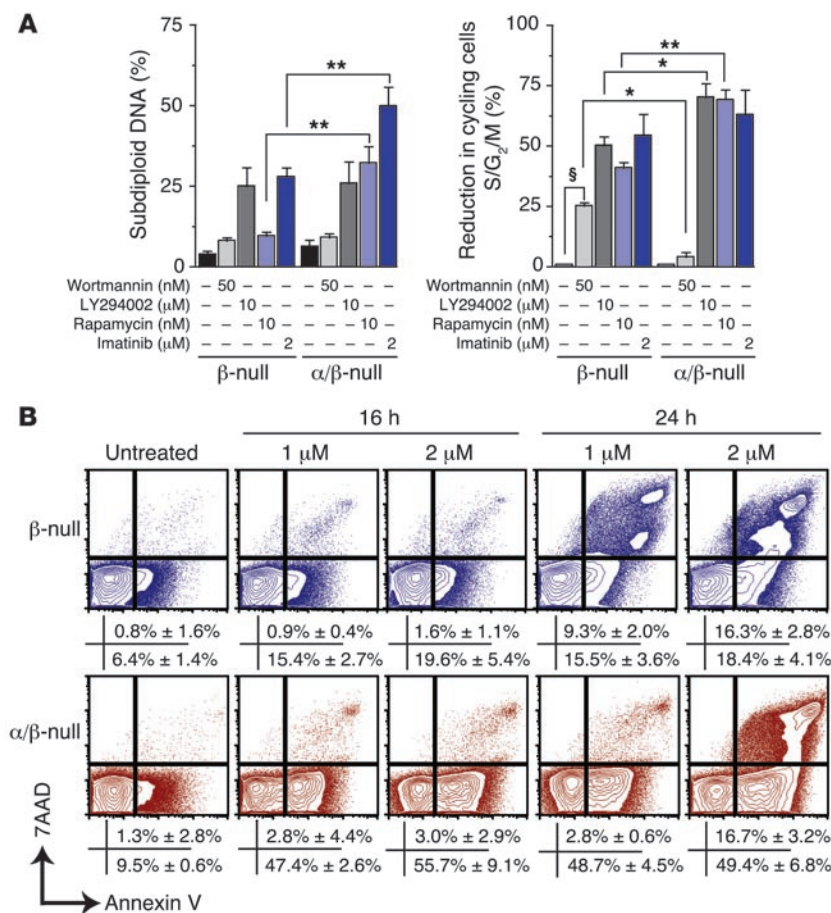 A
Subdiploid DNA (%)
75
50
25
0
**
**
Wortmannin (nM) – 50 – – – – 50 – – –
LY294002 (μM) – – 10 – – – – 10 – –
Rapamycin (nM) – – – 10 – – – – 10 –
Imatinib (μM) – – – – 2 – – – – 2
β-null α/β-null
Reduction in cycling cells
S/G2/M (%)
75
50
25
0
**
*
*
§
Wortmannin (nM) – 50 – – – – 50 – – –
LY294002 (μM) – – 10 – – – – 10 – –
Rapamycin (nM) – – – 10 – – – – 10 –
Imatinib (μM) – – – – 2 – – – – 2
β-null α/β-null
B
16 h 24 h
Untreated 1 μM 2 μM 1 μM 2 μM
β-null
0.8% ± 1.6% 0.9% ± 0.4% 1.6% ± 1.1% 9.3% ± 2.0% 16.3% ± 2.8%
6.4% ± 1.4% 15.4% ± 2.7% 19.6% ± 5.4% 15.5% ± 3.6% 18.4% ± 4.1%
α/β-null
1.3% ± 2.8% 2.8% ± 4.4% 3.0% ± 2.9% 2.8% ± 0.6% 16.7% ± 3.2%
9.5% ± 0.6% 47.4% ± 2.6% 55.7% ± 9.1% 48.7% ± 4.5% 49.4% ± 6.8%
7AAD
Annexin V